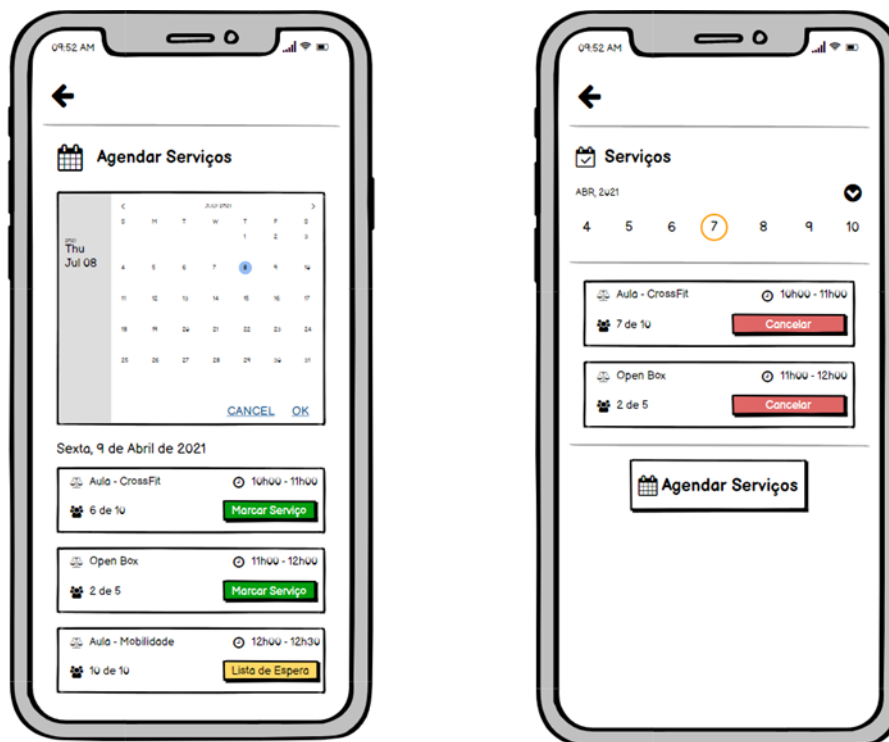 09:52 AM
Agendar Serviços
JULY 2021
S M T W T F S
1 2 3
2021
Thu
Jul 08
4 5 6 7 8 9 10
11 12 13 14 15 16 17
18 19 20 21 22 23 24
25 26 27 28 29 30 31
CANCEL OK
Sexta, 9 de Abril de 2021
Aula - CrossFit 10h00 - 11h00
6 de 10 Marcar Serviço
Open Box 11h00 - 12h00
2 de 5 Marcar Serviço
Aula - Mobilidade 12h00 - 12h30
10 de 10 Lista de Espera
09:52 AM
Serviços
ABR, 2021
4 5 6 7 8 9 10
Aula - CrossFit 10h00 - 11h00
7 de 10 Cancelar
Open Box 11h00 - 12h00
2 de 5 Cancelar
Agendar Serviços